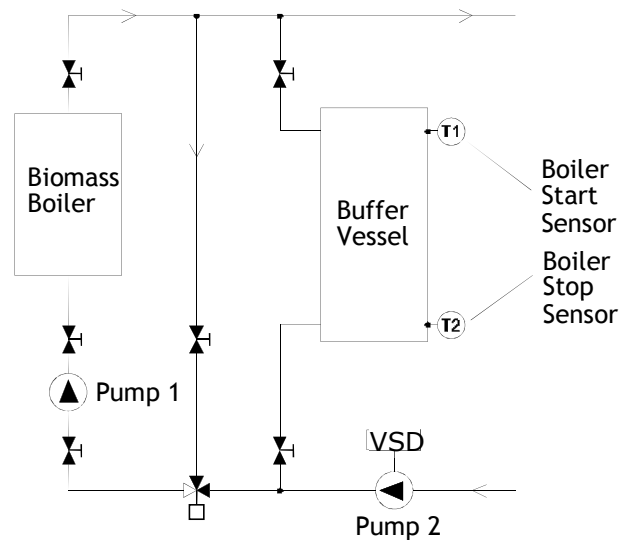 Biomass
Boiler
Buffer
Vessel
T1
Boiler
Start
Sensor
T2
Boiler
Stop
Sensor
Pump 1
VSD
Pump 2